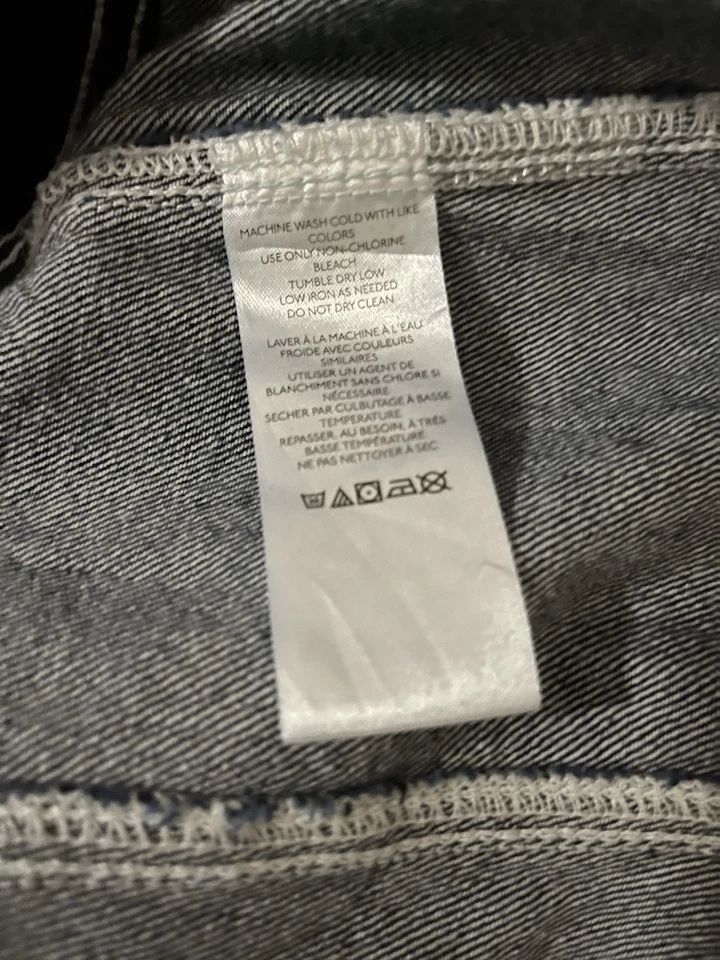 MACHINE WASH COLD WITH LIKE
COLORS
USE ONLY NON-CHLORINE
BLEACH
TUMBLE DRY LOW
LOW IRON AS NEEDED
DO NOT DRY CLEAN
LAVER À LA MACHINE À L'EAU
FROIDE AVEC COULEURS
SIMILAIRES
UTILISER UN AGENT DE
BLANCHIMENT SANS CHLORE SI
NÉCESSAIRE
SECHER PAR CULBUTAGE À BASSE
TEMPERATURE
REPASSER, AU BESOIN, À TRÈS
BASSE TEMPÉRATURE
NE PAS NETTOYER À SEC